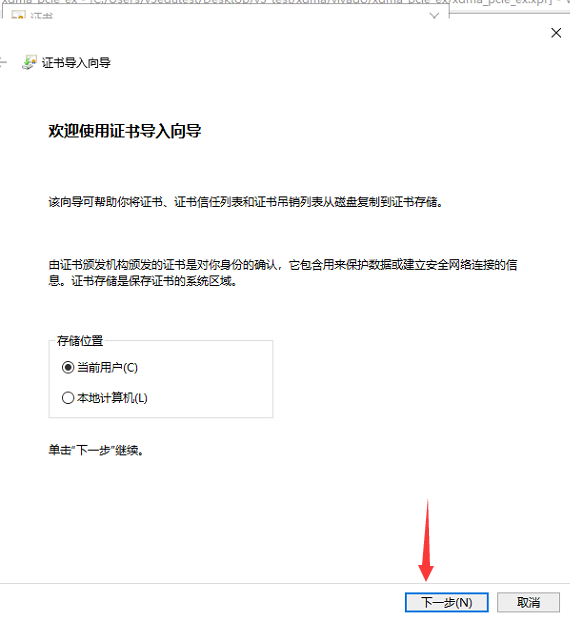 证书
证书导入向导
欢迎使用证书导入向导
该向导可帮助你将证书、证书信任列表和证书吊销列表从磁盘复制到证书存储。
由证书颁发机构颁发的证书是对你身份的确认，它包含用来保护数据或建立安全网络连接的信
息。证书存储是保存证书的系统区域。
存储位置
当前用户(C)
本地计算机(L)
单击"下一步"继续。
下一步(N)
取消